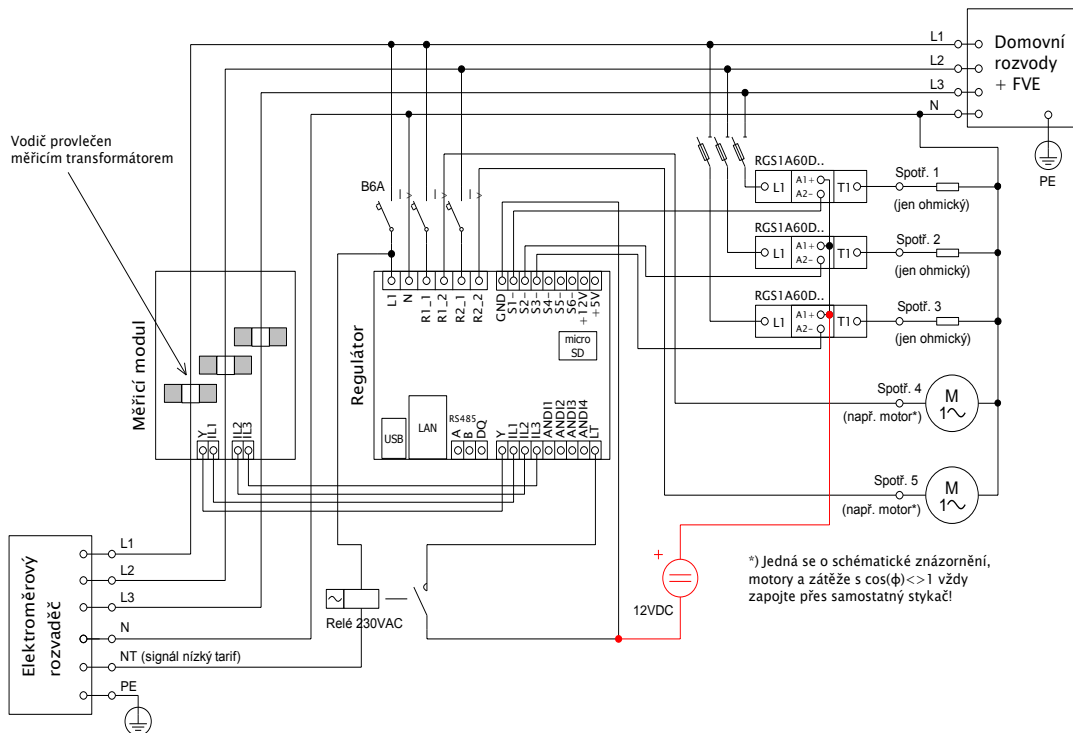 L1
L2
L3
N
Domovní
rozvody
+ FVE
PE
Vodič provlečen
měřicím transformátorem
B6A
I >
I >
I >
RGS1A60D..
L1
A1+
A2-
T1
Spotř. 1
(jen ohmický)
RGS1A60D..
L1
A1+
A2-
T1
Spotř. 2
(jen ohmický)
RGS1A60D..
L1
A1+
A2-
T1
Spotř. 3
(jen ohmický)
Měřicí modul
Y
IL1
IL2
IL3
Regulátor
L1
N
R1_1
R1_2
R2_1
R2_2
GND
S1-
S2-
S3-
S4-
S5-
S6-
+12V
+5V
micro
SD
USB
LAN
RS485
A
B
DQ
Y
IL1
IL2
IL3
ANDI1
ANDI2
ANDI3
ANDI4
LT
Spotř. 4
(např. motor*)
M
1~
Spotř. 5
(např. motor*)
M
1~
Elektroměrový
rozvaděč
L1
L2
L3
N
NT (signál nízký tarif)
PE
~
Relé 230VAC
+
12VDC
*) Jedná se o schématické znázornění,
motory a zátěže s cos(ϕ)<>1 vždy
zapojte přes samostatný stykač!